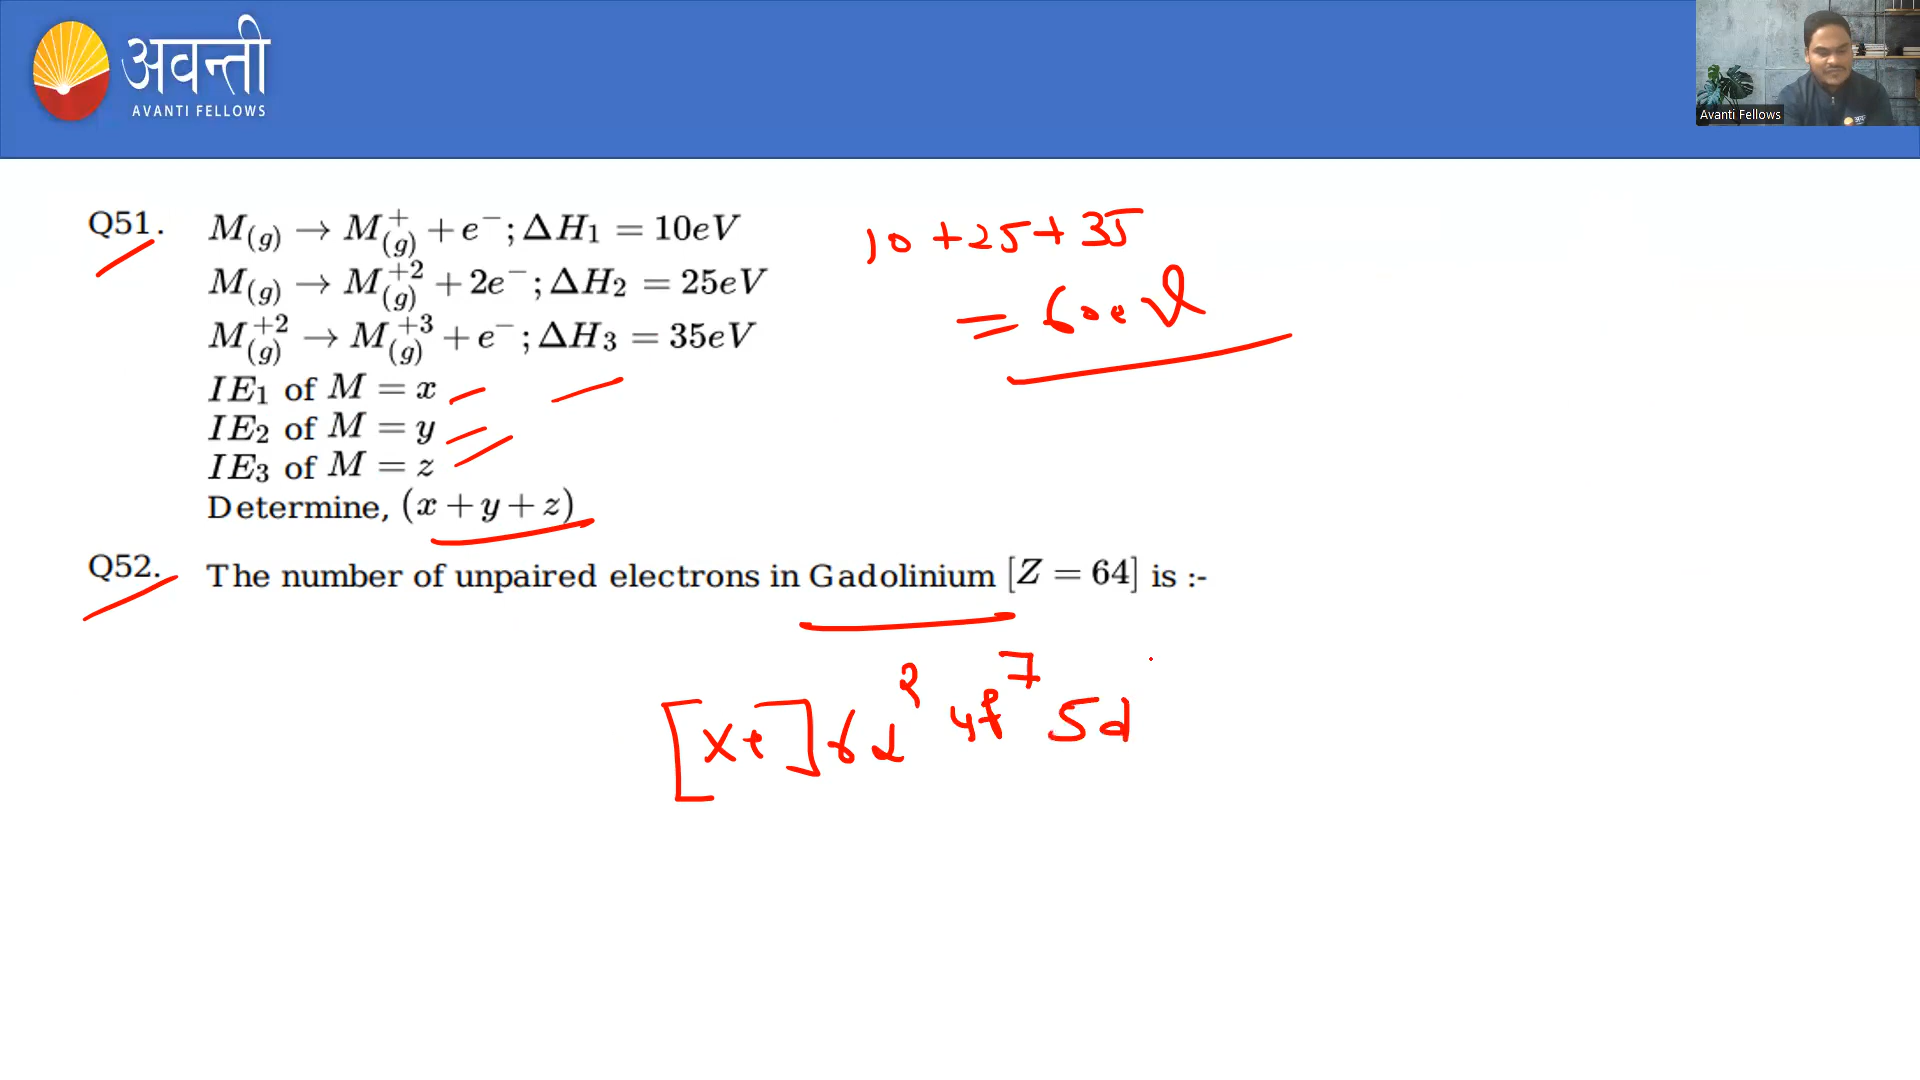 अवन्ती
AVANTI FELLOWS
Avanti Fellows
Q51. M(g) → M⁺(g) + e⁻ ; ΔH₁ = 10eV
M(g) → M⁺²(g) + 2e⁻ ; ΔH₂ = 25eV
M⁺²(g) → M⁺³(g) + e⁻ ; ΔH₃ = 35eV
IE₁ of M = x
IE₂ of M = y
IE₃ of M = z
Determine, (x + y + z)
10 + 25 + 35
= 60eV
Q52. The number of unpaired electrons in Gadolinium [Z = 64] is :-
[Xe] 6s² 4f⁷ 5d